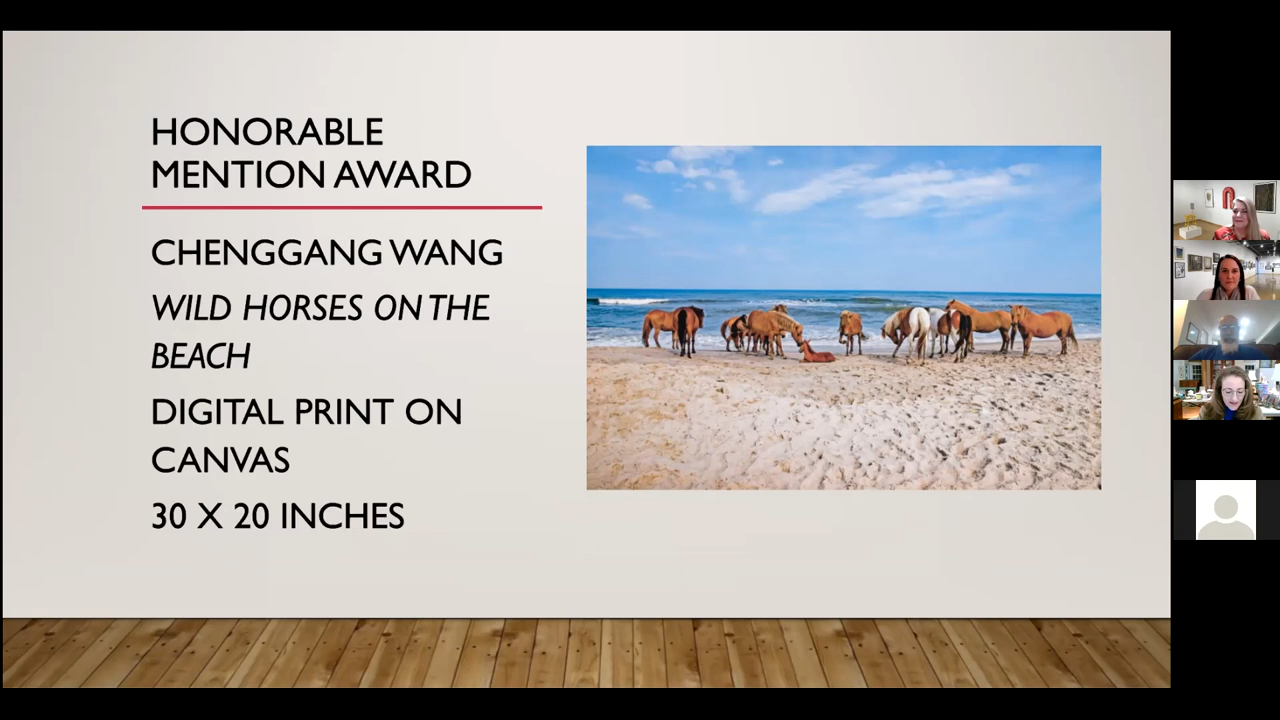 HONORABLE
MENTION AWARD
CHENGGANG WANG
WILD HORSES ON THE
BEACH
DIGITAL PRINT ON
CANVAS
30 X 20 INCHES